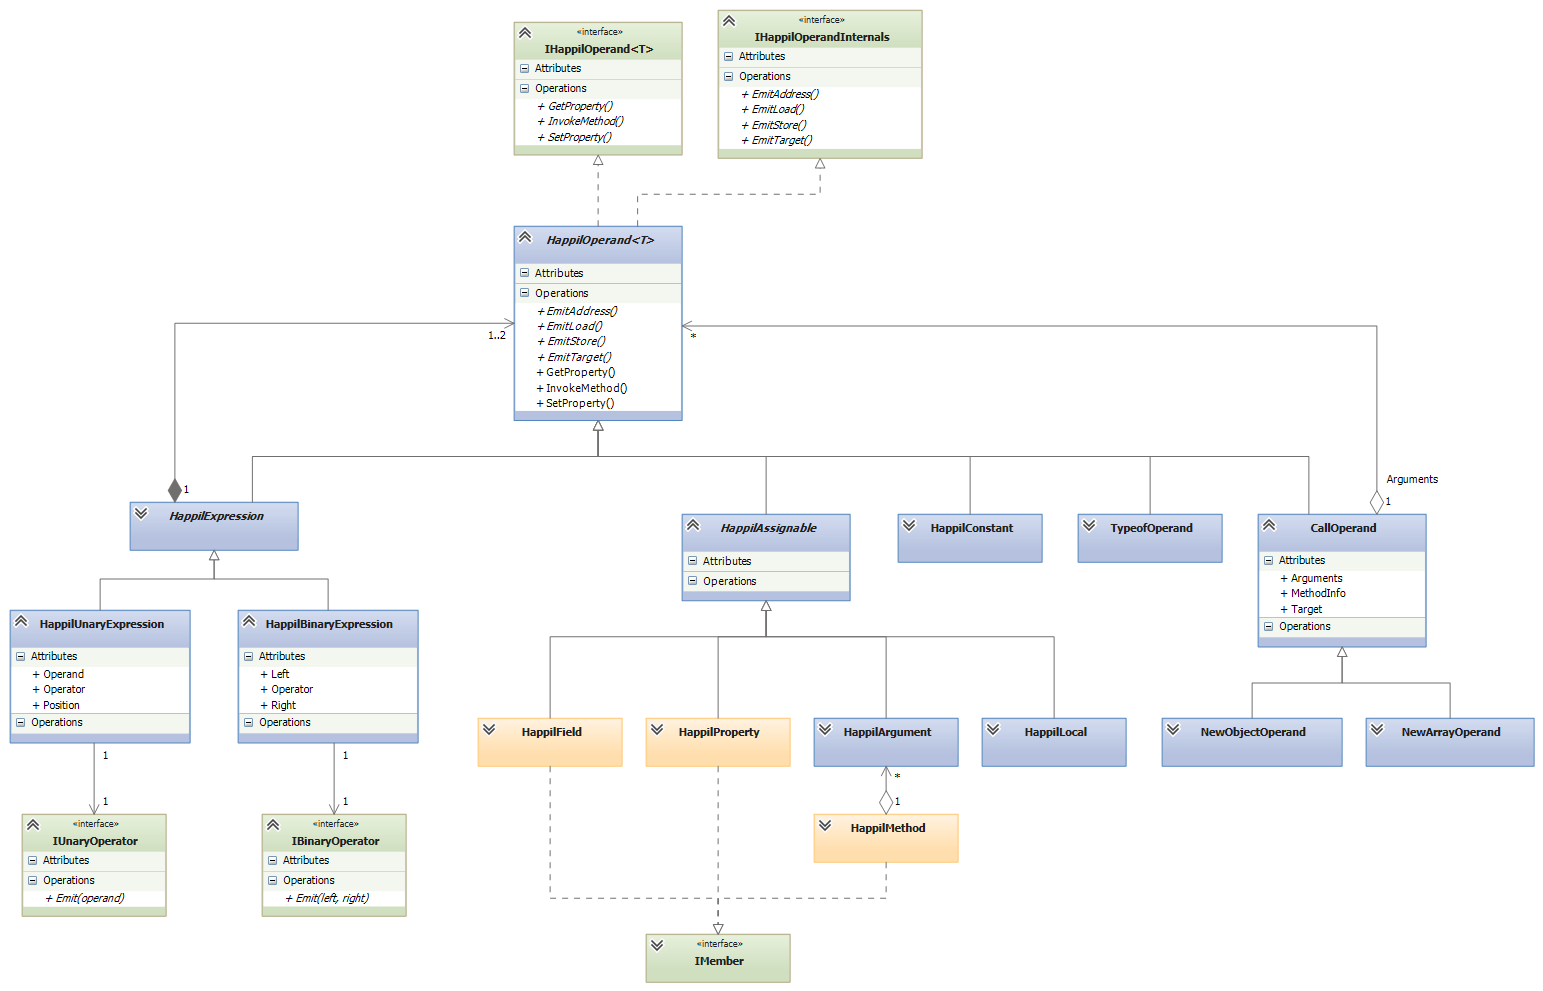 «interface»
IHappilOperand<T>
Attributes
Operations
+ GetProperty()
+ InvokeMethod()
+ SetProperty()
«interface»
IHappilOperandInternals
Attributes
Operations
+ EmitAddress()
+ EmitLoad()
+ EmitStore()
+ EmitTarget()
HappilOperand<T>
Attributes
Operations
+ EmitAddress()
+ EmitLoad()
+ EmitStore()
+ EmitTarget()
+ GetProperty()
+ InvokeMethod()
+ SetProperty()
1..2
*
1
Arguments
1
HappilExpression
HappilAssignable
Attributes
Operations
HappilConstant
TypeofOperand
CallOperand
Attributes
+ Arguments
+ MethodInfo
+ Target
Operations
HappilUnaryExpression
Attributes
+ Operand
+ Operator
+ Position
Operations
HappilBinaryExpression
Attributes
+ Left
+ Operator
+ Right
Operations
HappilField
HappilProperty
HappilArgument
HappilLocal
NewObjectOperand
NewArrayOperand
1
1
1
1
*
1
«interface»
IUnaryOperator
Attributes
Operations
+ Emit(operand)
«interface»
IBinaryOperator
Attributes
Operations
+ Emit(left, right)
HappilMethod
«interface»
IMember